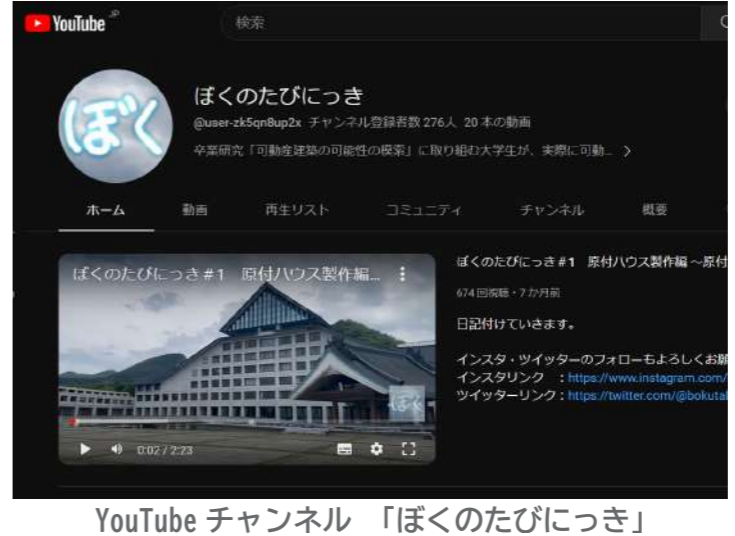 YouTube JP
検索
ぼく
ぼくのたびにっき
@user-zk5qn8up2x チャンネル登録者数 276人 20 本の動画
卒業研究「可動産建築の可能性の模索」に取り組む大学生が、実際に可動...
ホーム 動画 再生リスト コミュニティ チャンネル 概要
ぼくのたびにっき#1 原付ハウス製作編...
ぼく
0:02 / 2:23
ぼくのたびにっき#1 原付ハウス製作編～原付
674 回視聴・7 か月前
日記付けていきます。
インスタ・ツイッターのフォローもよろしくお願
インスタリンク ：https://www.instagram.com/
ツイッターリンク：https://twitter.com/@bokutal
YouTube チャンネル 「ぼくのたびにっき」